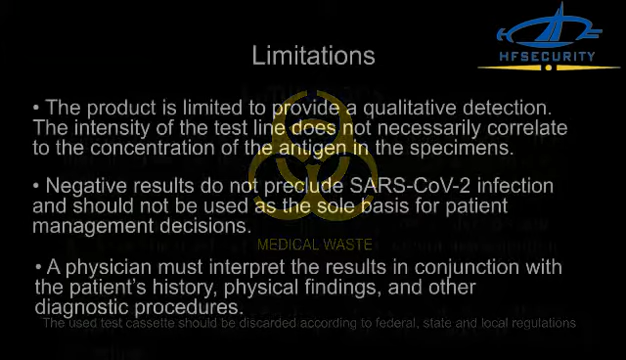 HFSECURITY
Limitations
• The product is limited to provide a qualitative detection.
The intensity of the test line does not necessarily correlate
to the concentration of the antigen in the specimens.
• Negative results do not preclude SARS-CoV-2 infection
and should not be used as the sole basis for patient
management decisions.
MEDICAL WASTE
• A physician must interpret the results in conjunction with
the patient's history, physical findings, and other
diagnostic procedures.
The used test cassette should be discarded according to federal, state and local regulations